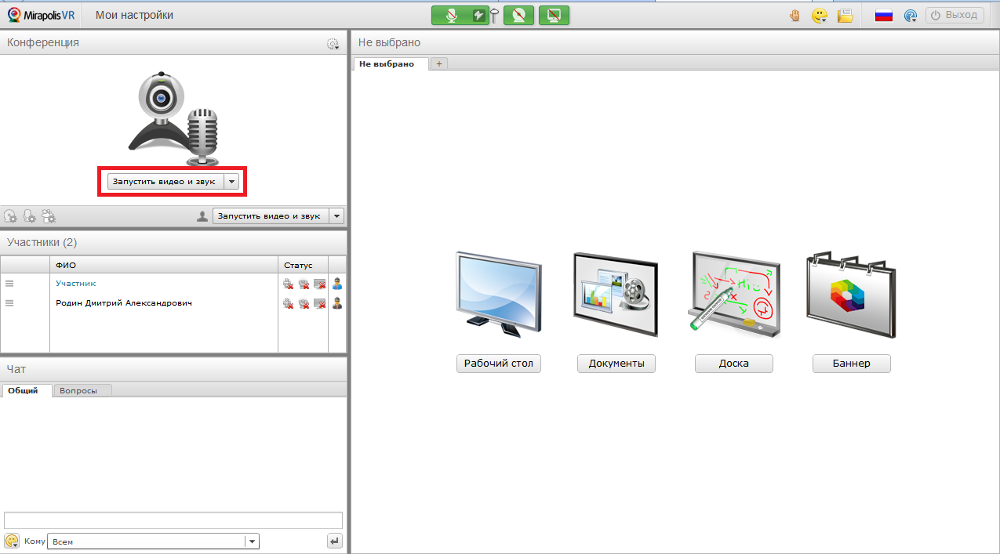 Mirapolis VR
Мои настройки
Выход
Конференция
Запустить видео и звук
Запустить видео и звук
Участники (2)
ФИО
Статус
Участник
Родин Дмитрий Александрович
Чат
Общий
Вопросы
Кому
Всем
Не выбрано
Не выбрано
+
Hi
Рабочий стол
Документы
Доска
Баннер